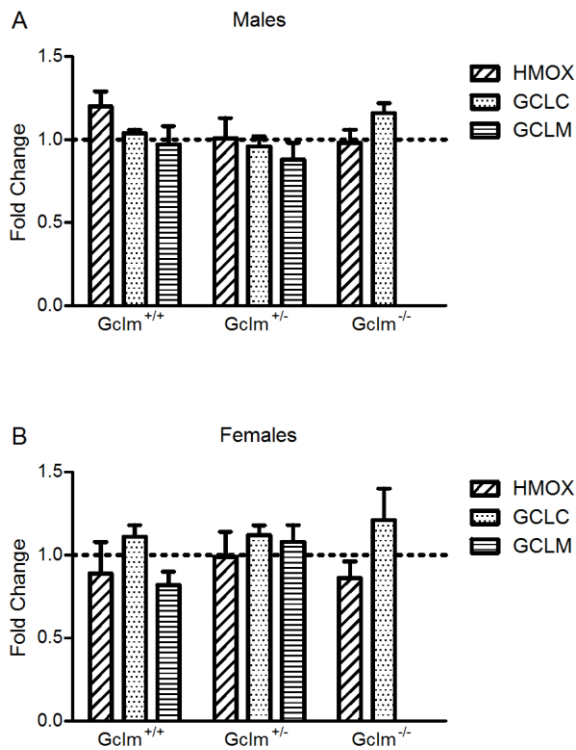 A
Males
1.5
1.0
0.5
0.0
Fold Change
HMOX
GCLC
GCLM
Gclm+/+
Gclm+/-
Gclm-/-
B
Females
1.5
1.0
0.5
0.0
Fold Change
HMOX
GCLC
GCLM
Gclm+/+
Gclm+/-
Gclm-/-